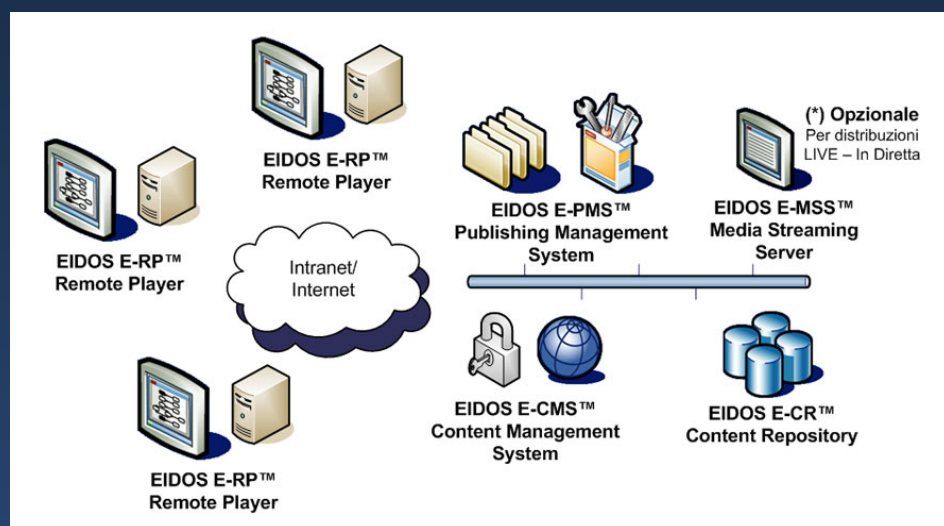 EIDOS E-RP™
Remote Player
EIDOS E-RP™
Remote Player
EIDOS E-RP™
Remote Player
Intranet/
Internet
EIDOS E-PMS™
Publishing Management
System
(*) Opzionale
Per distribuzioni
LIVE – In Diretta
EIDOS E-MSS™
Media Streaming
Server
EIDOS E-CMS™
Content Management
System
EIDOS E-CR™
Content Repository